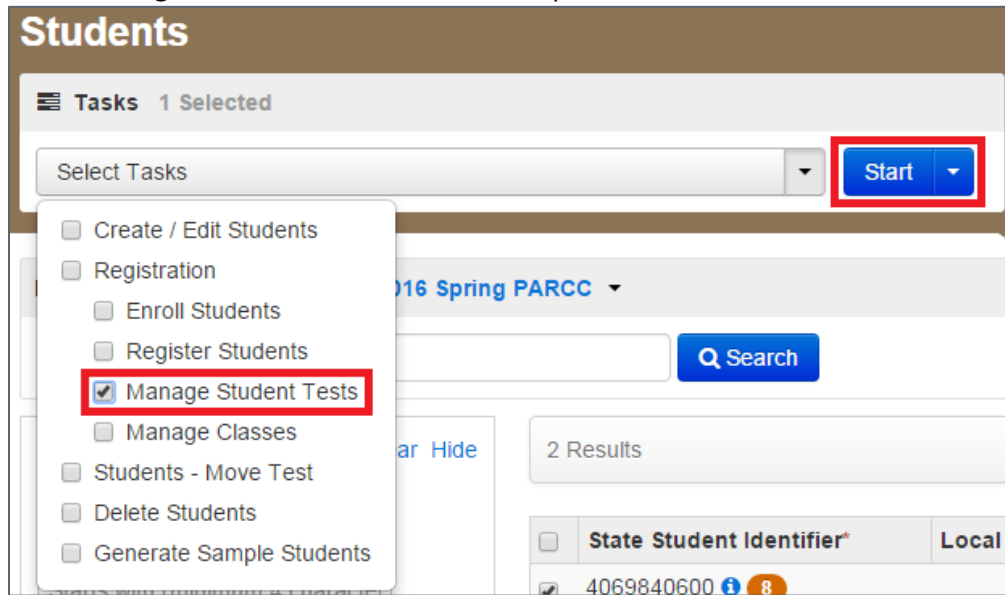 Students
Tasks 1 Selected
Select Tasks
Start
Create / Edit Students
Registration
016 Spring PARCC
Enroll Students
Register Students
Search
Manage Student Tests
Manage Classes
ar Hide
2 Results
Students - Move Test
Delete Students
Generate Sample Students
State Student Identifier*
Local
4069840600 8